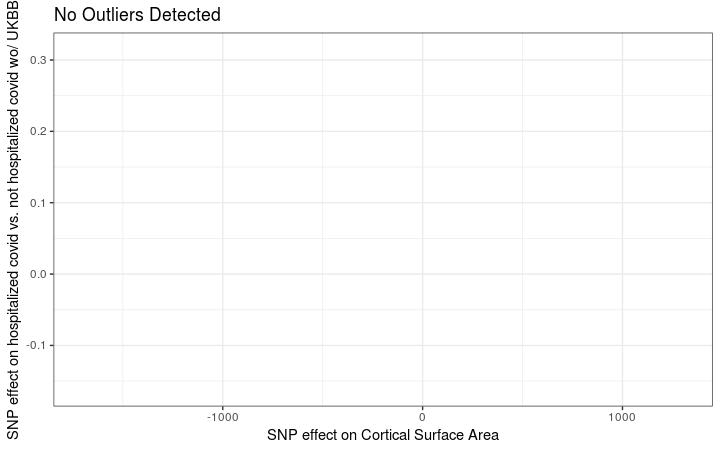 No Outliers Detected
SNP effect on hospitalized covid vs. not hospitalized covid wo/ UKBB
0.3
0.2
0.1
0.0
-0.1
-1000
0
1000
SNP effect on Cortical Surface Area